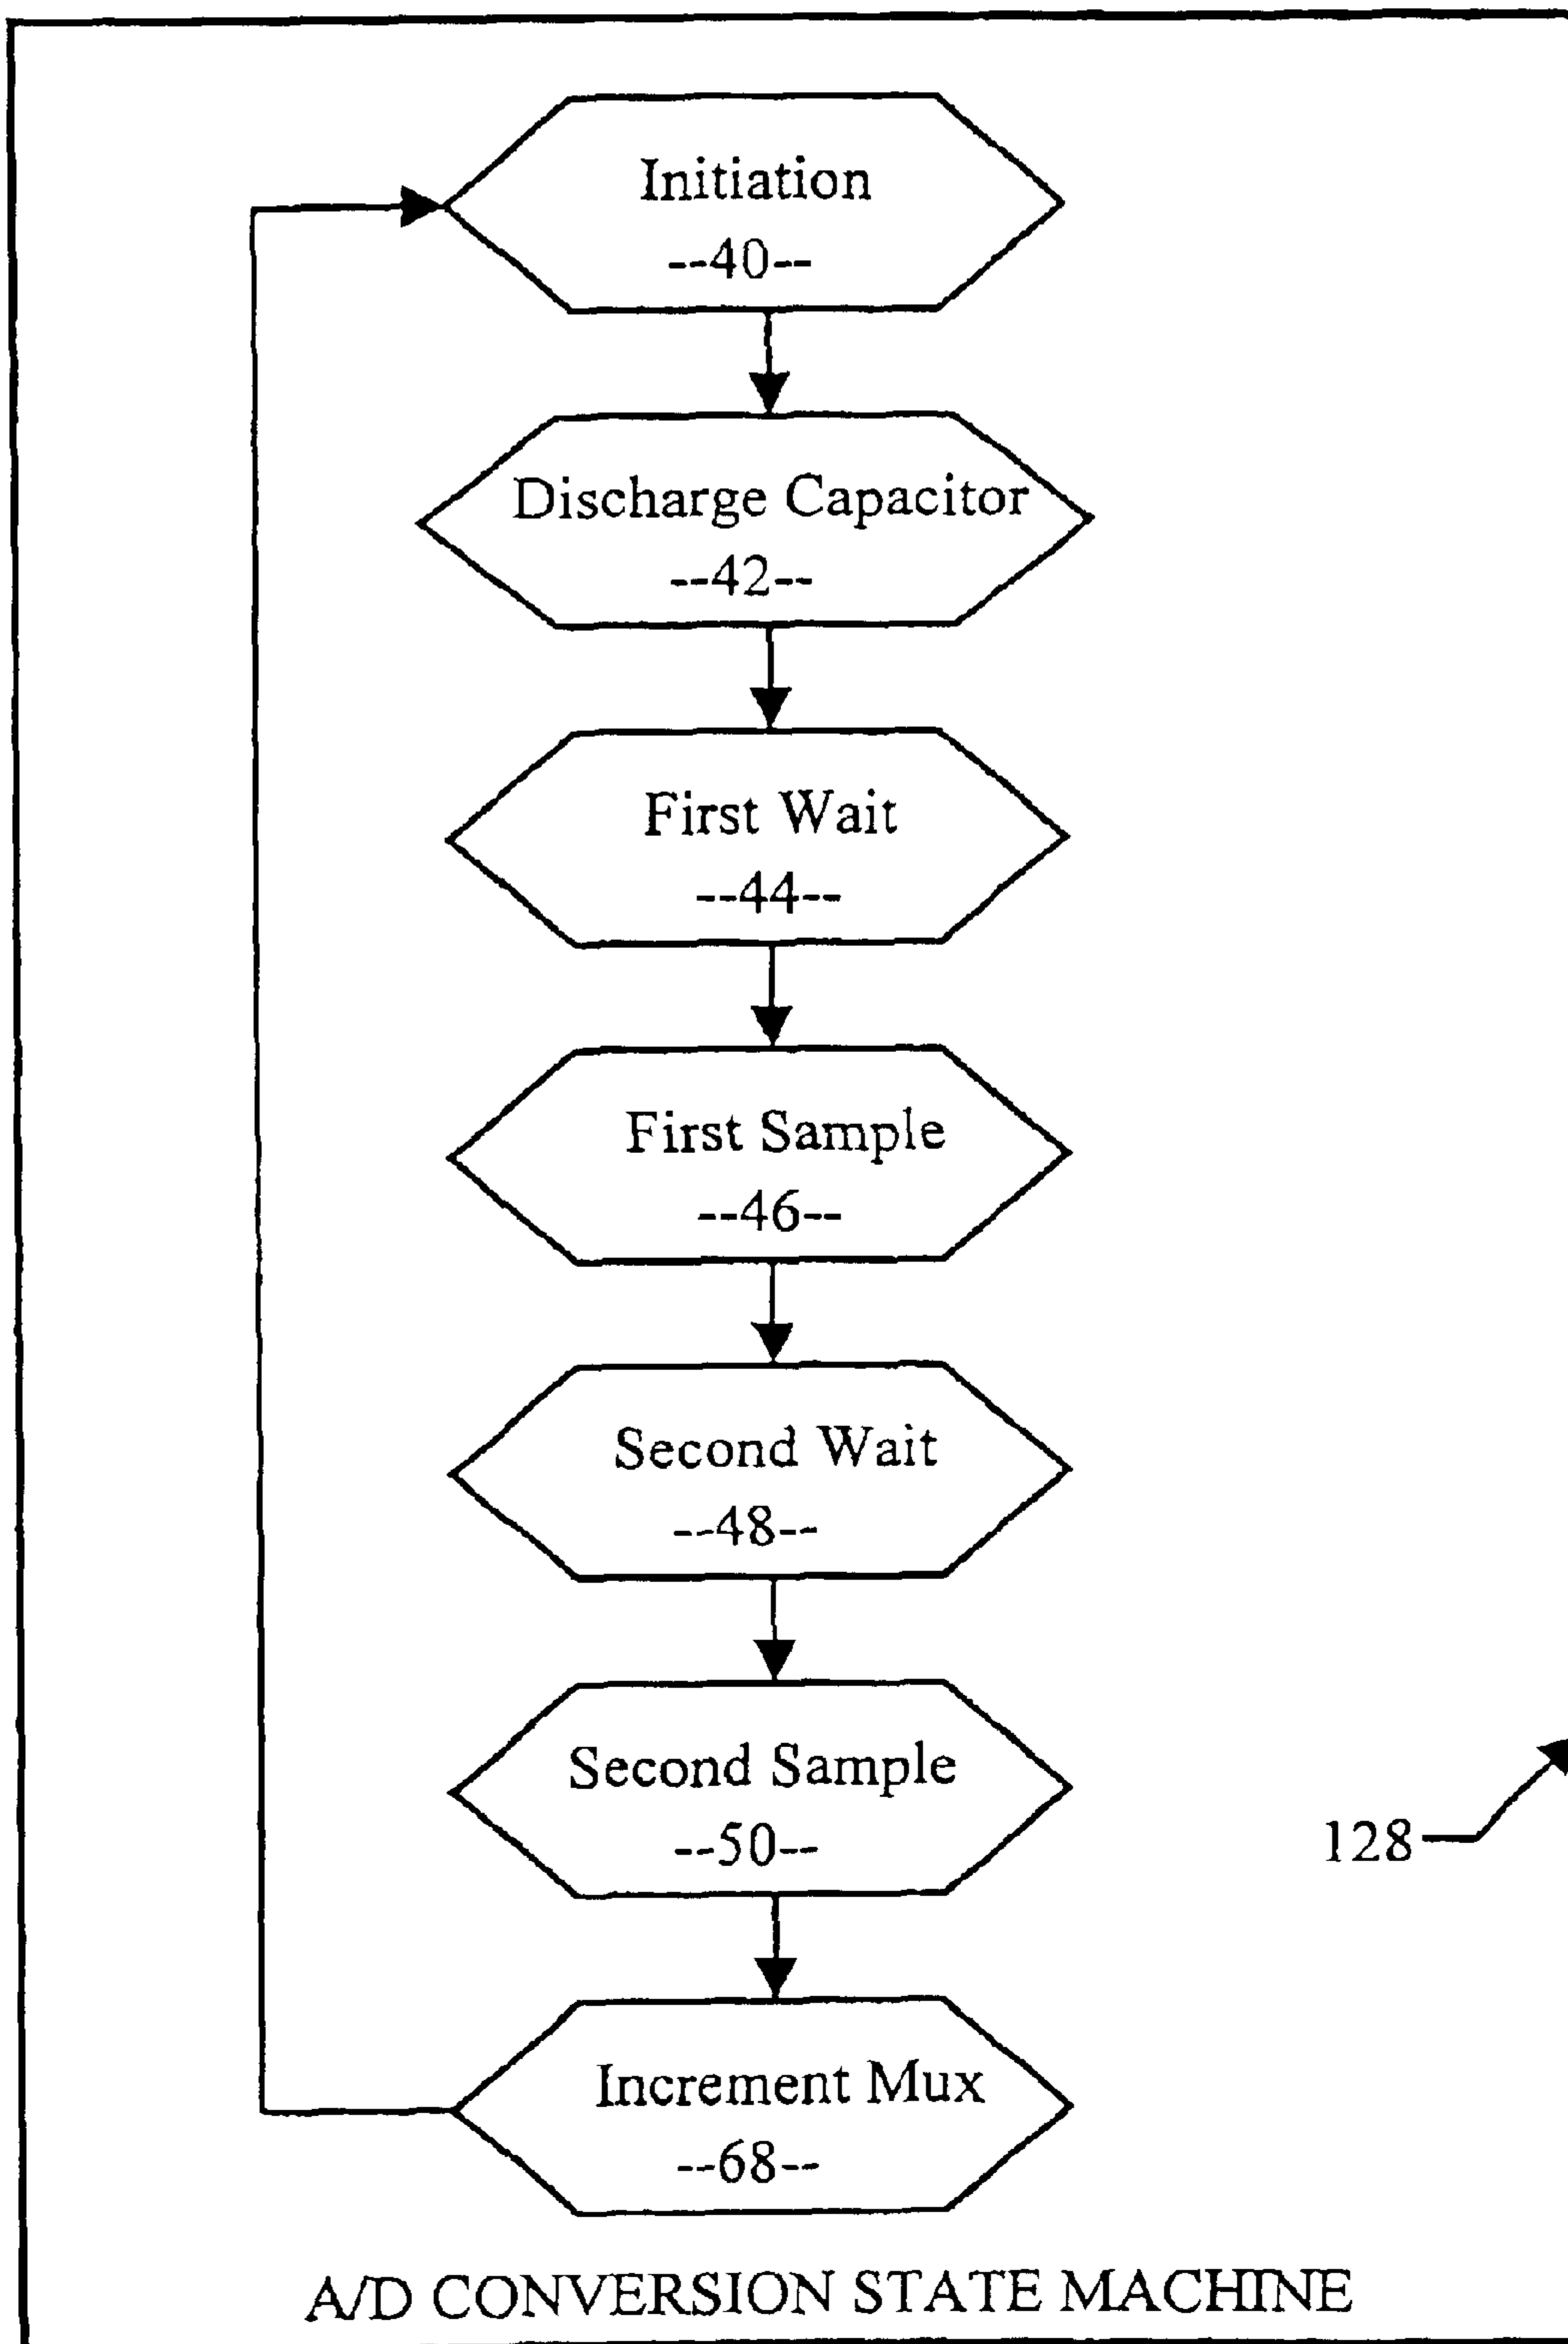 Initiation
--40--
Discharge Capacitor
--42--
First Wait
--44--
First Sample
--46--
Second Wait
--48--
Second Sample
--50--
128
Increment Mux
--68--
A/D CONVERSION STATE MACHINE